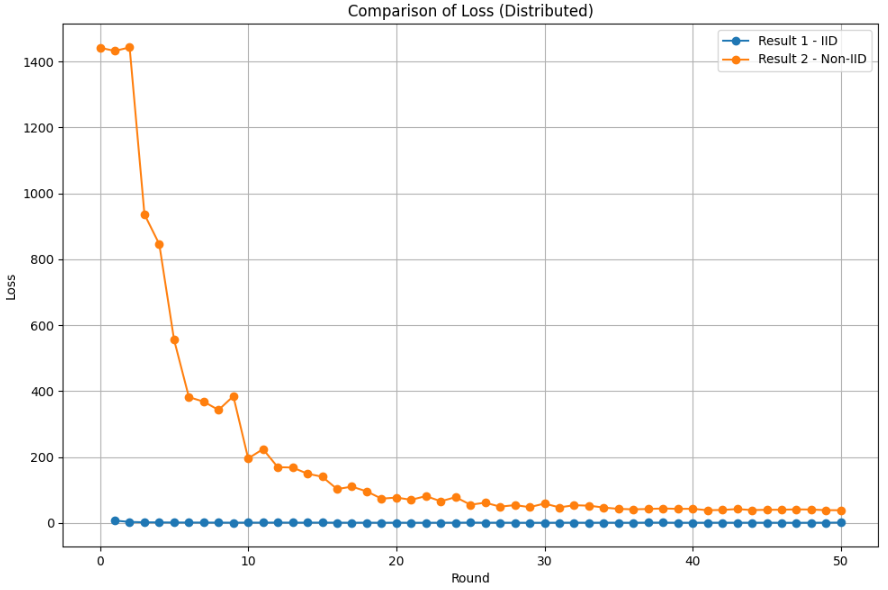 Comparison of Loss (Distributed)
Result 1 - IID
Result 2 - Non-IID
Loss
1400
1200
1000
800
600
400
200
0
0 10 20 30 40 50
Round